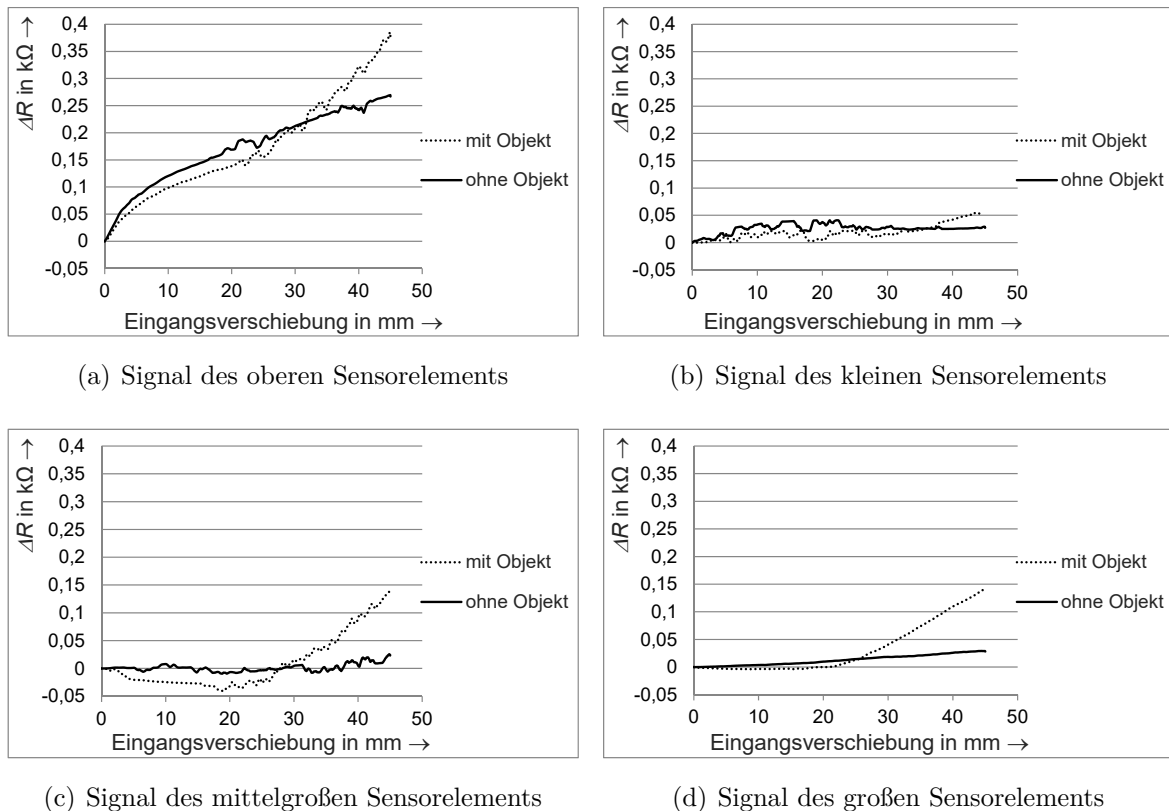 0,4
0,35
0,3
0,25
0,2
0,15
0,1
0,05
0
-0,05
ΔR in kΩ →
0 10 20 30 40 50
Eingangsverschiebung in mm →
mit Objekt
ohne Objekt
(a) Signal des oberen Sensorelements
0,4
0,35
0,3
0,25
0,2
0,15
0,1
0,05
0
-0,05
ΔR in kΩ →
0 10 20 30 40 50
Eingangsverschiebung in mm →
mit Objekt
ohne Objekt
(b) Signal des kleinen Sensorelements
0,4
0,35
0,3
0,25
0,2
0,15
0,1
0,05
0
-0,05
ΔR in kΩ →
0 10 20 30 40 50
Eingangsverschiebung in mm →
mit Objekt
ohne Objekt
(c) Signal des mittelgroßen Sensorelements
0,4
0,35
0,3
0,25
0,2
0,15
0,1
0,05
0
-0,05
ΔR in kΩ →
0 10 20 30 40 50
Eingangsverschiebung in mm →
mit Objekt
ohne Objekt
(d) Signal des großen Sensorelements